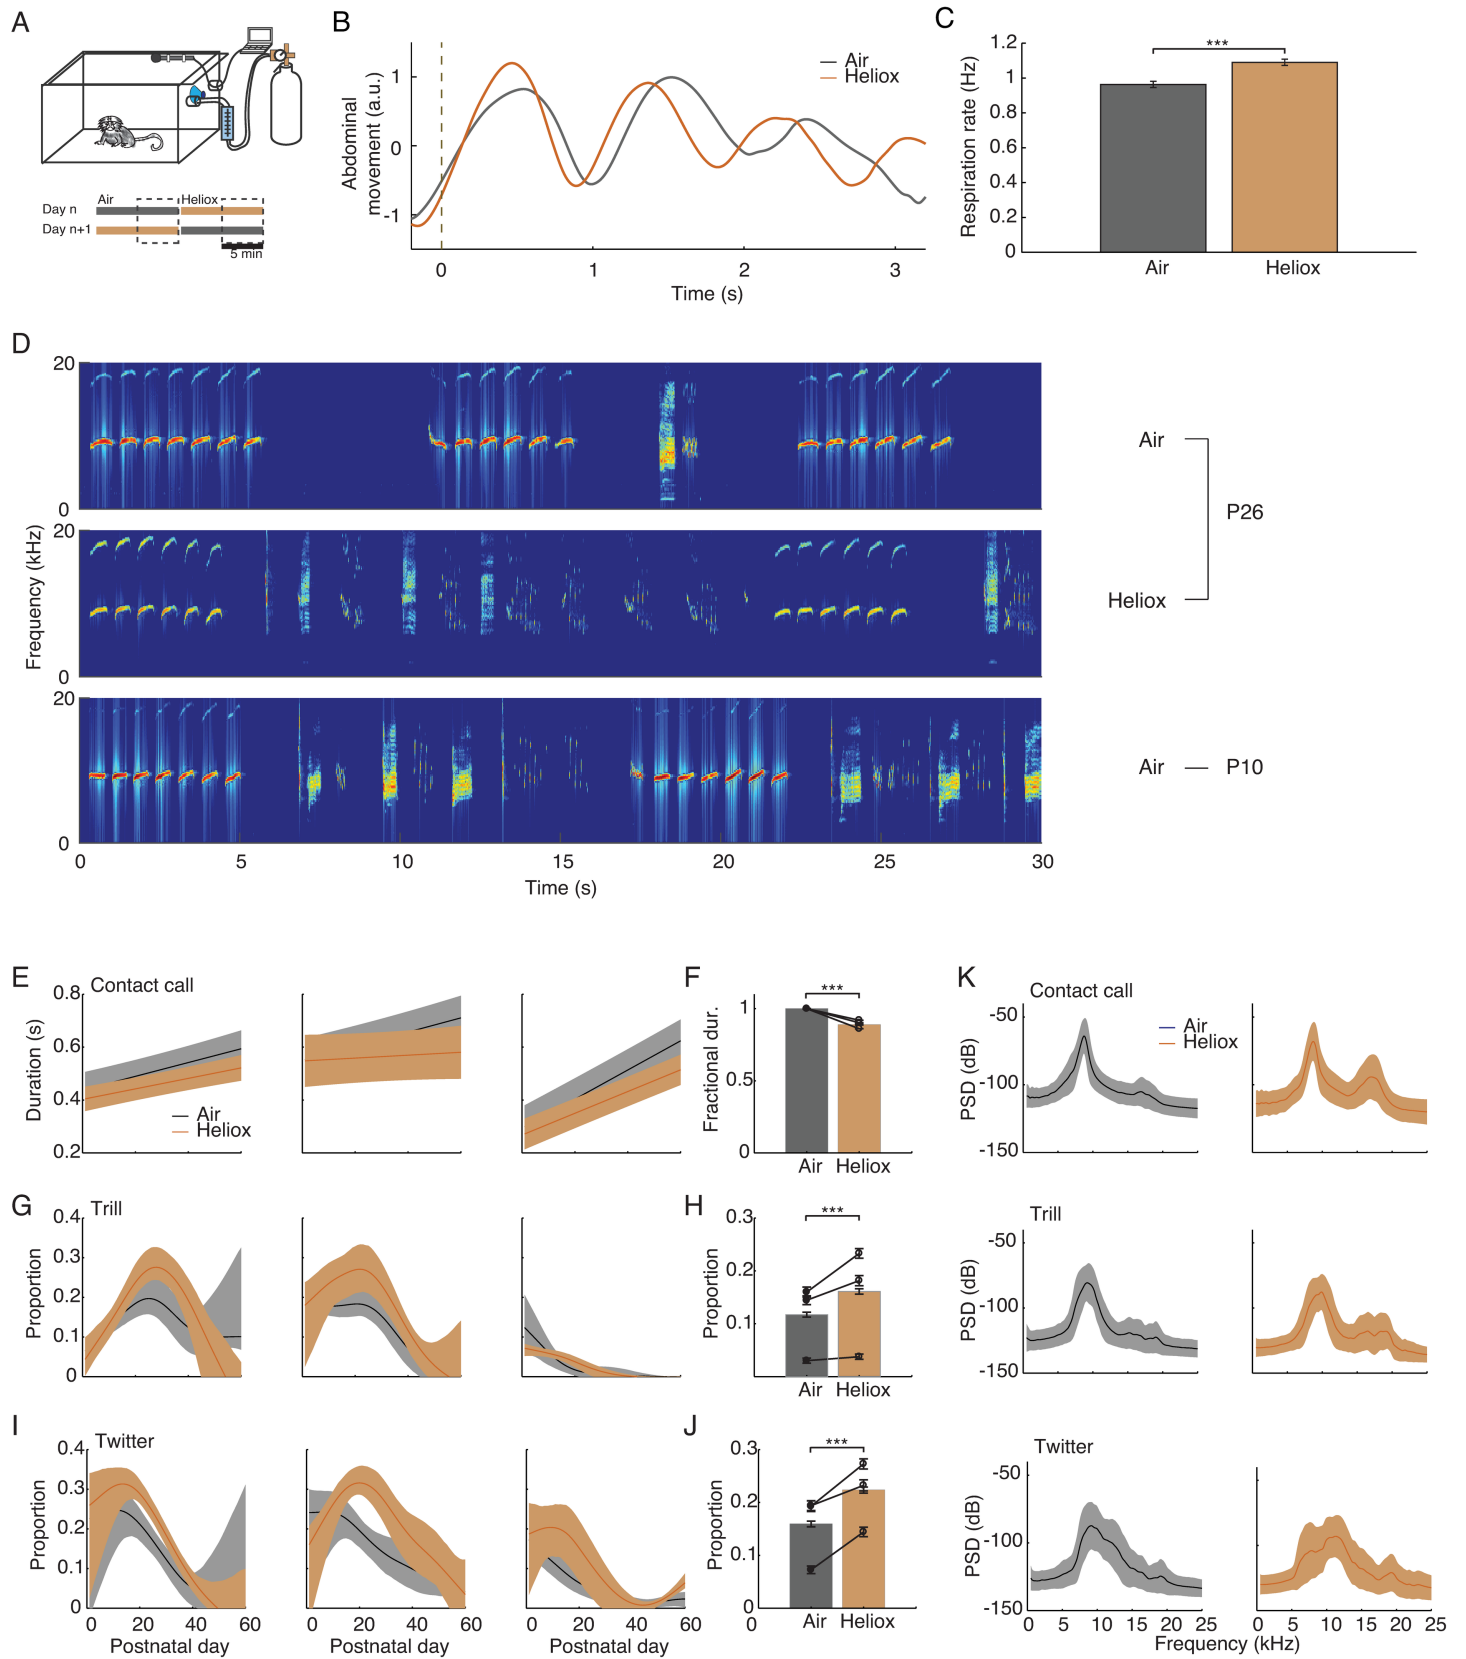 A
Air
Heliox
Day n
Day n+1
5 min
B
Abdominal
movement (a.u.)
1
0
-1
Air
Heliox
0
1
2
3
Time (s)
C
Respiration rate (Hz)
1.2
1
0.8
0.6
0.4
0.2
0
***
Air
Heliox
D
Frequency (kHz)
20
0
20
0
20
0
0
5
10
15
20
25
30
Time (s)
Air
P26
Heliox
Air
P10
E
Contact call
Duration (s)
0.8
0.6
0.4
0.2
Air
Heliox
F
Fractional dur.
1
0.5
0
***
Air
Heliox
G
Trill
Proportion
0.4
0.3
0.2
0.1
0
H
Proportion
0.3
0.2
0.1
***
Air
Heliox
I
Twitter
Proportion
0.4
0.3
0.2
0.1
0
0
20
40
60
Postnatal day
0
20
40
60
Postnatal day
0
20
40
60
Postnatal day
J
Proportion
0.3
0.2
0.1
0
0
***
Air
Heliox
K
Contact call
PSD (dB)
-50
-100
-150
Air
Heliox
Trill
PSD (dB)
-50
-100
-150
Twitter
PSD (dB)
-50
-100
-150
0
5
10
15
20
25
0
5
10
15
20
25
Frequency (kHz)